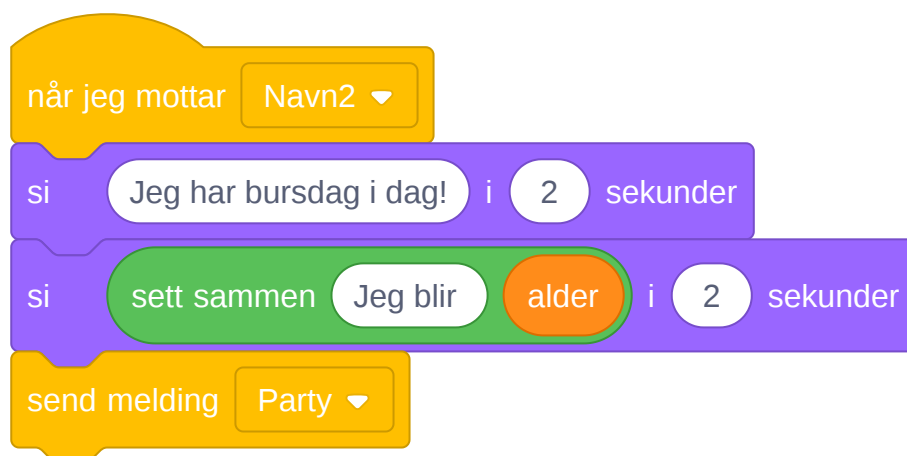 når jeg mottar Navn2
si Jeg har bursdag i dag! i 2 sekunder
si sett sammen Jeg blir alder i 2 sekunder
send melding Party